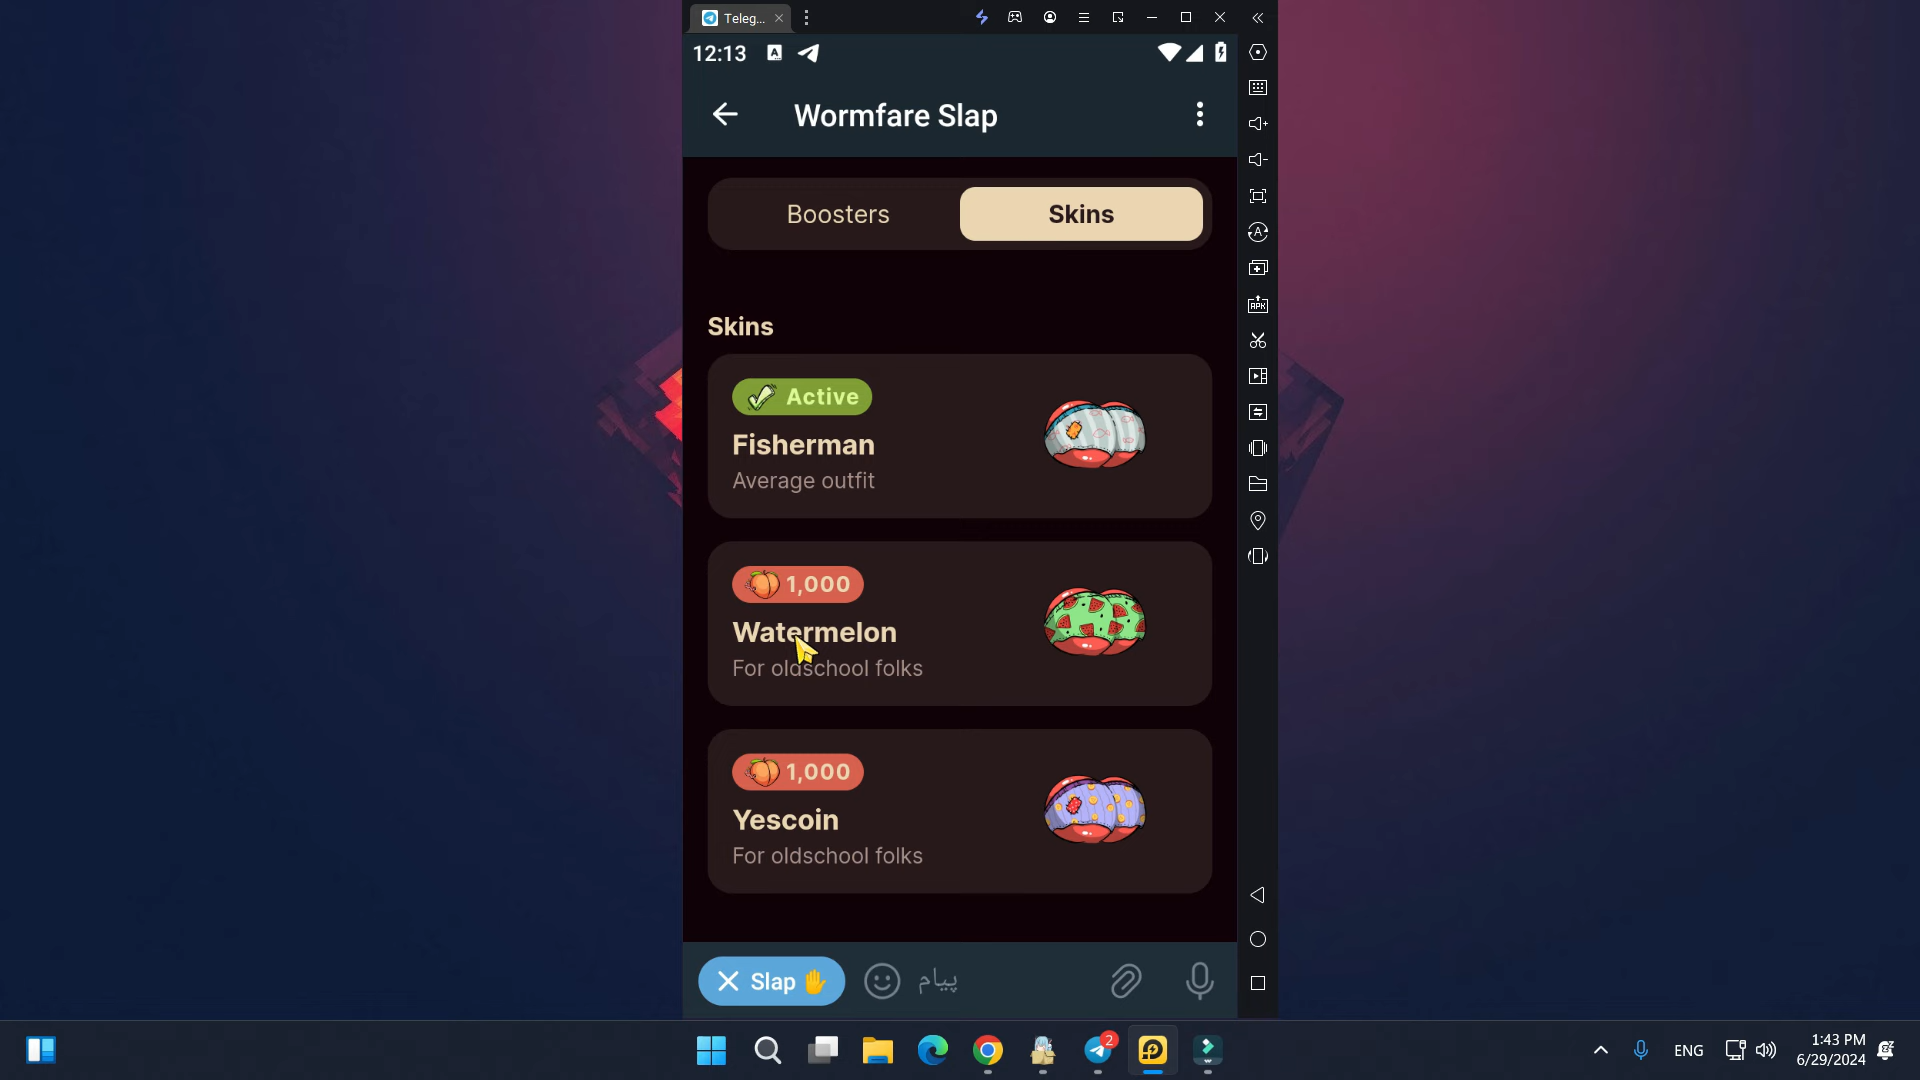 Teleg...
12:13
Wormfare Slap
Boosters
Skins
Skins
Active
Fisherman
Average outfit
1,000
Watermelon
For oldschool folks
1,000
Yescoin
For oldschool folks
Slap
پیام
APK
2
ENG
1:43 PM
6/29/2024